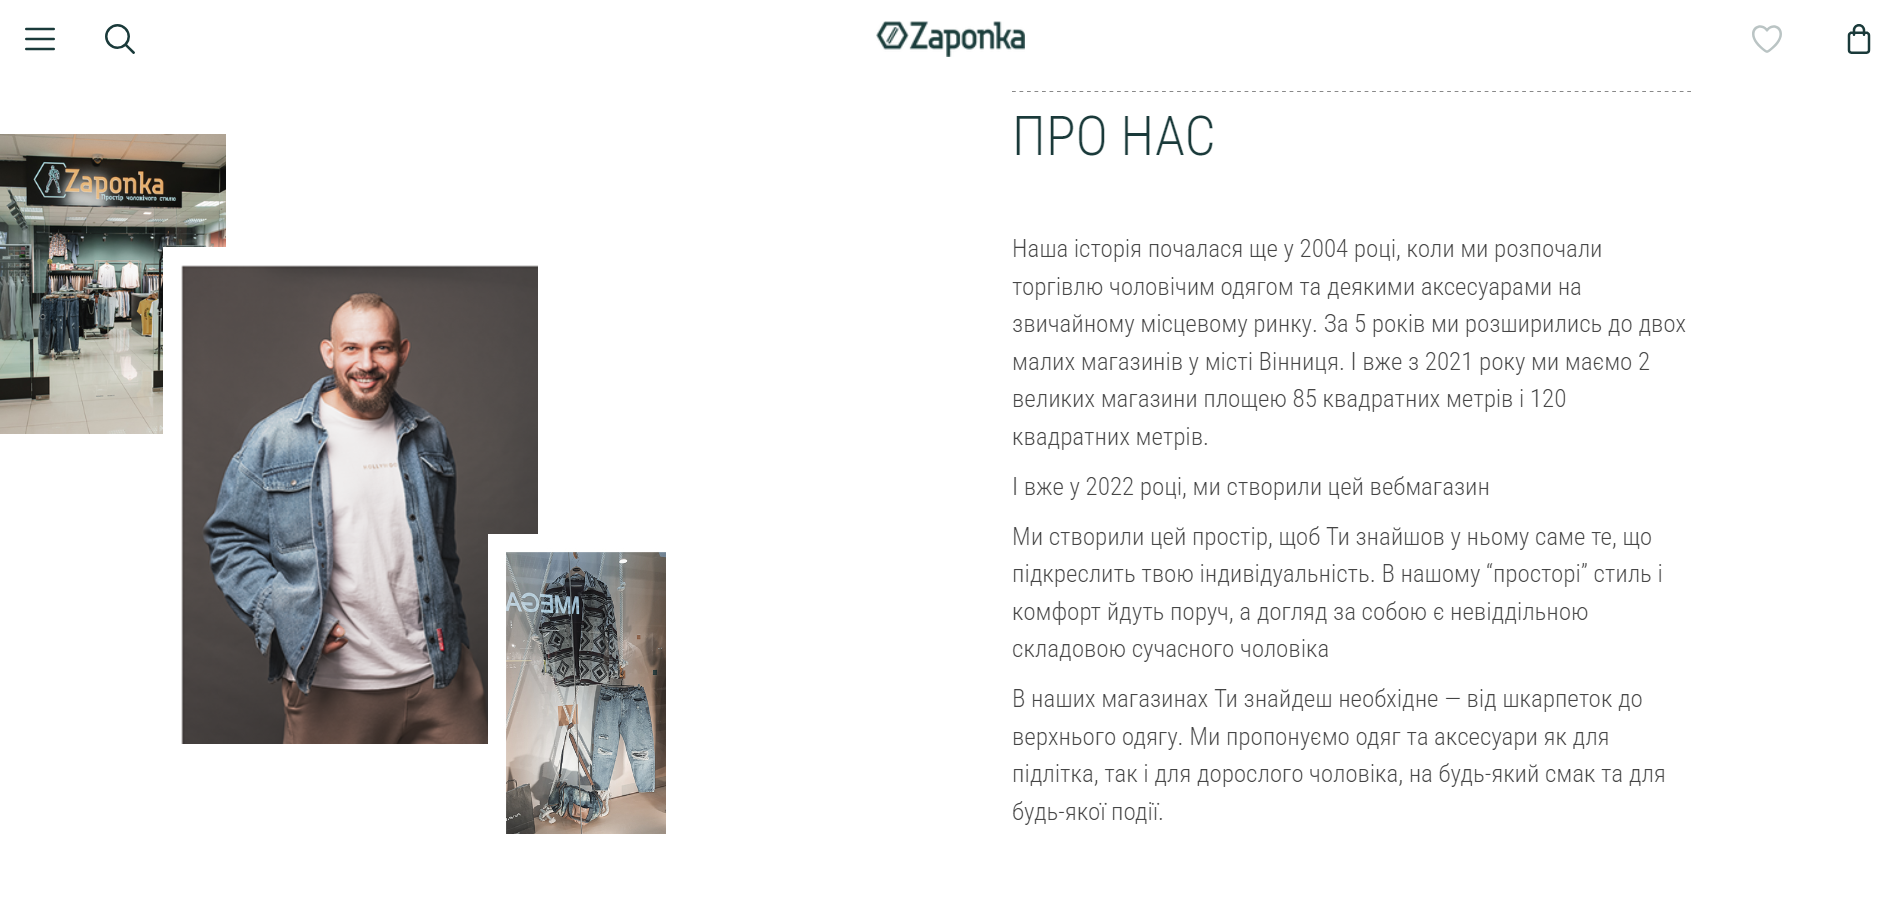 Zaponka
Zaponka
Простір чоловічого стилю
MEGA
ПРО НАС
Наша історія почалася ще у 2004 році, коли ми розпочали
торгівлю чоловічим одягом та деякими аксесуарами на
звичайному місцевому ринку. За 5 років ми розширились до двох
малих магазинів у місті Вінниця. І вже з 2021 року ми маємо 2
великих магазини площею 85 квадратних метрів і 120
квадратних метрів.
І вже у 2022 році, ми створили цей вебмагазин
Ми створили цей простір, щоб Ти знайшов у ньому саме те, що
підкреслить твою індивідуальність. В нашому “просторі” стиль і
комфорт йдуть поруч, а догляд за собою є невіддільною
складовою сучасного чоловіка
В наших магазинах Ти знайдеш необхідне — від шкарпеток до
верхнього одягу. Ми пропонуємо одяг та аксесуари як для
підлітка, так і для дорослого чоловіка, на будь-який смак та для
будь-якої події.